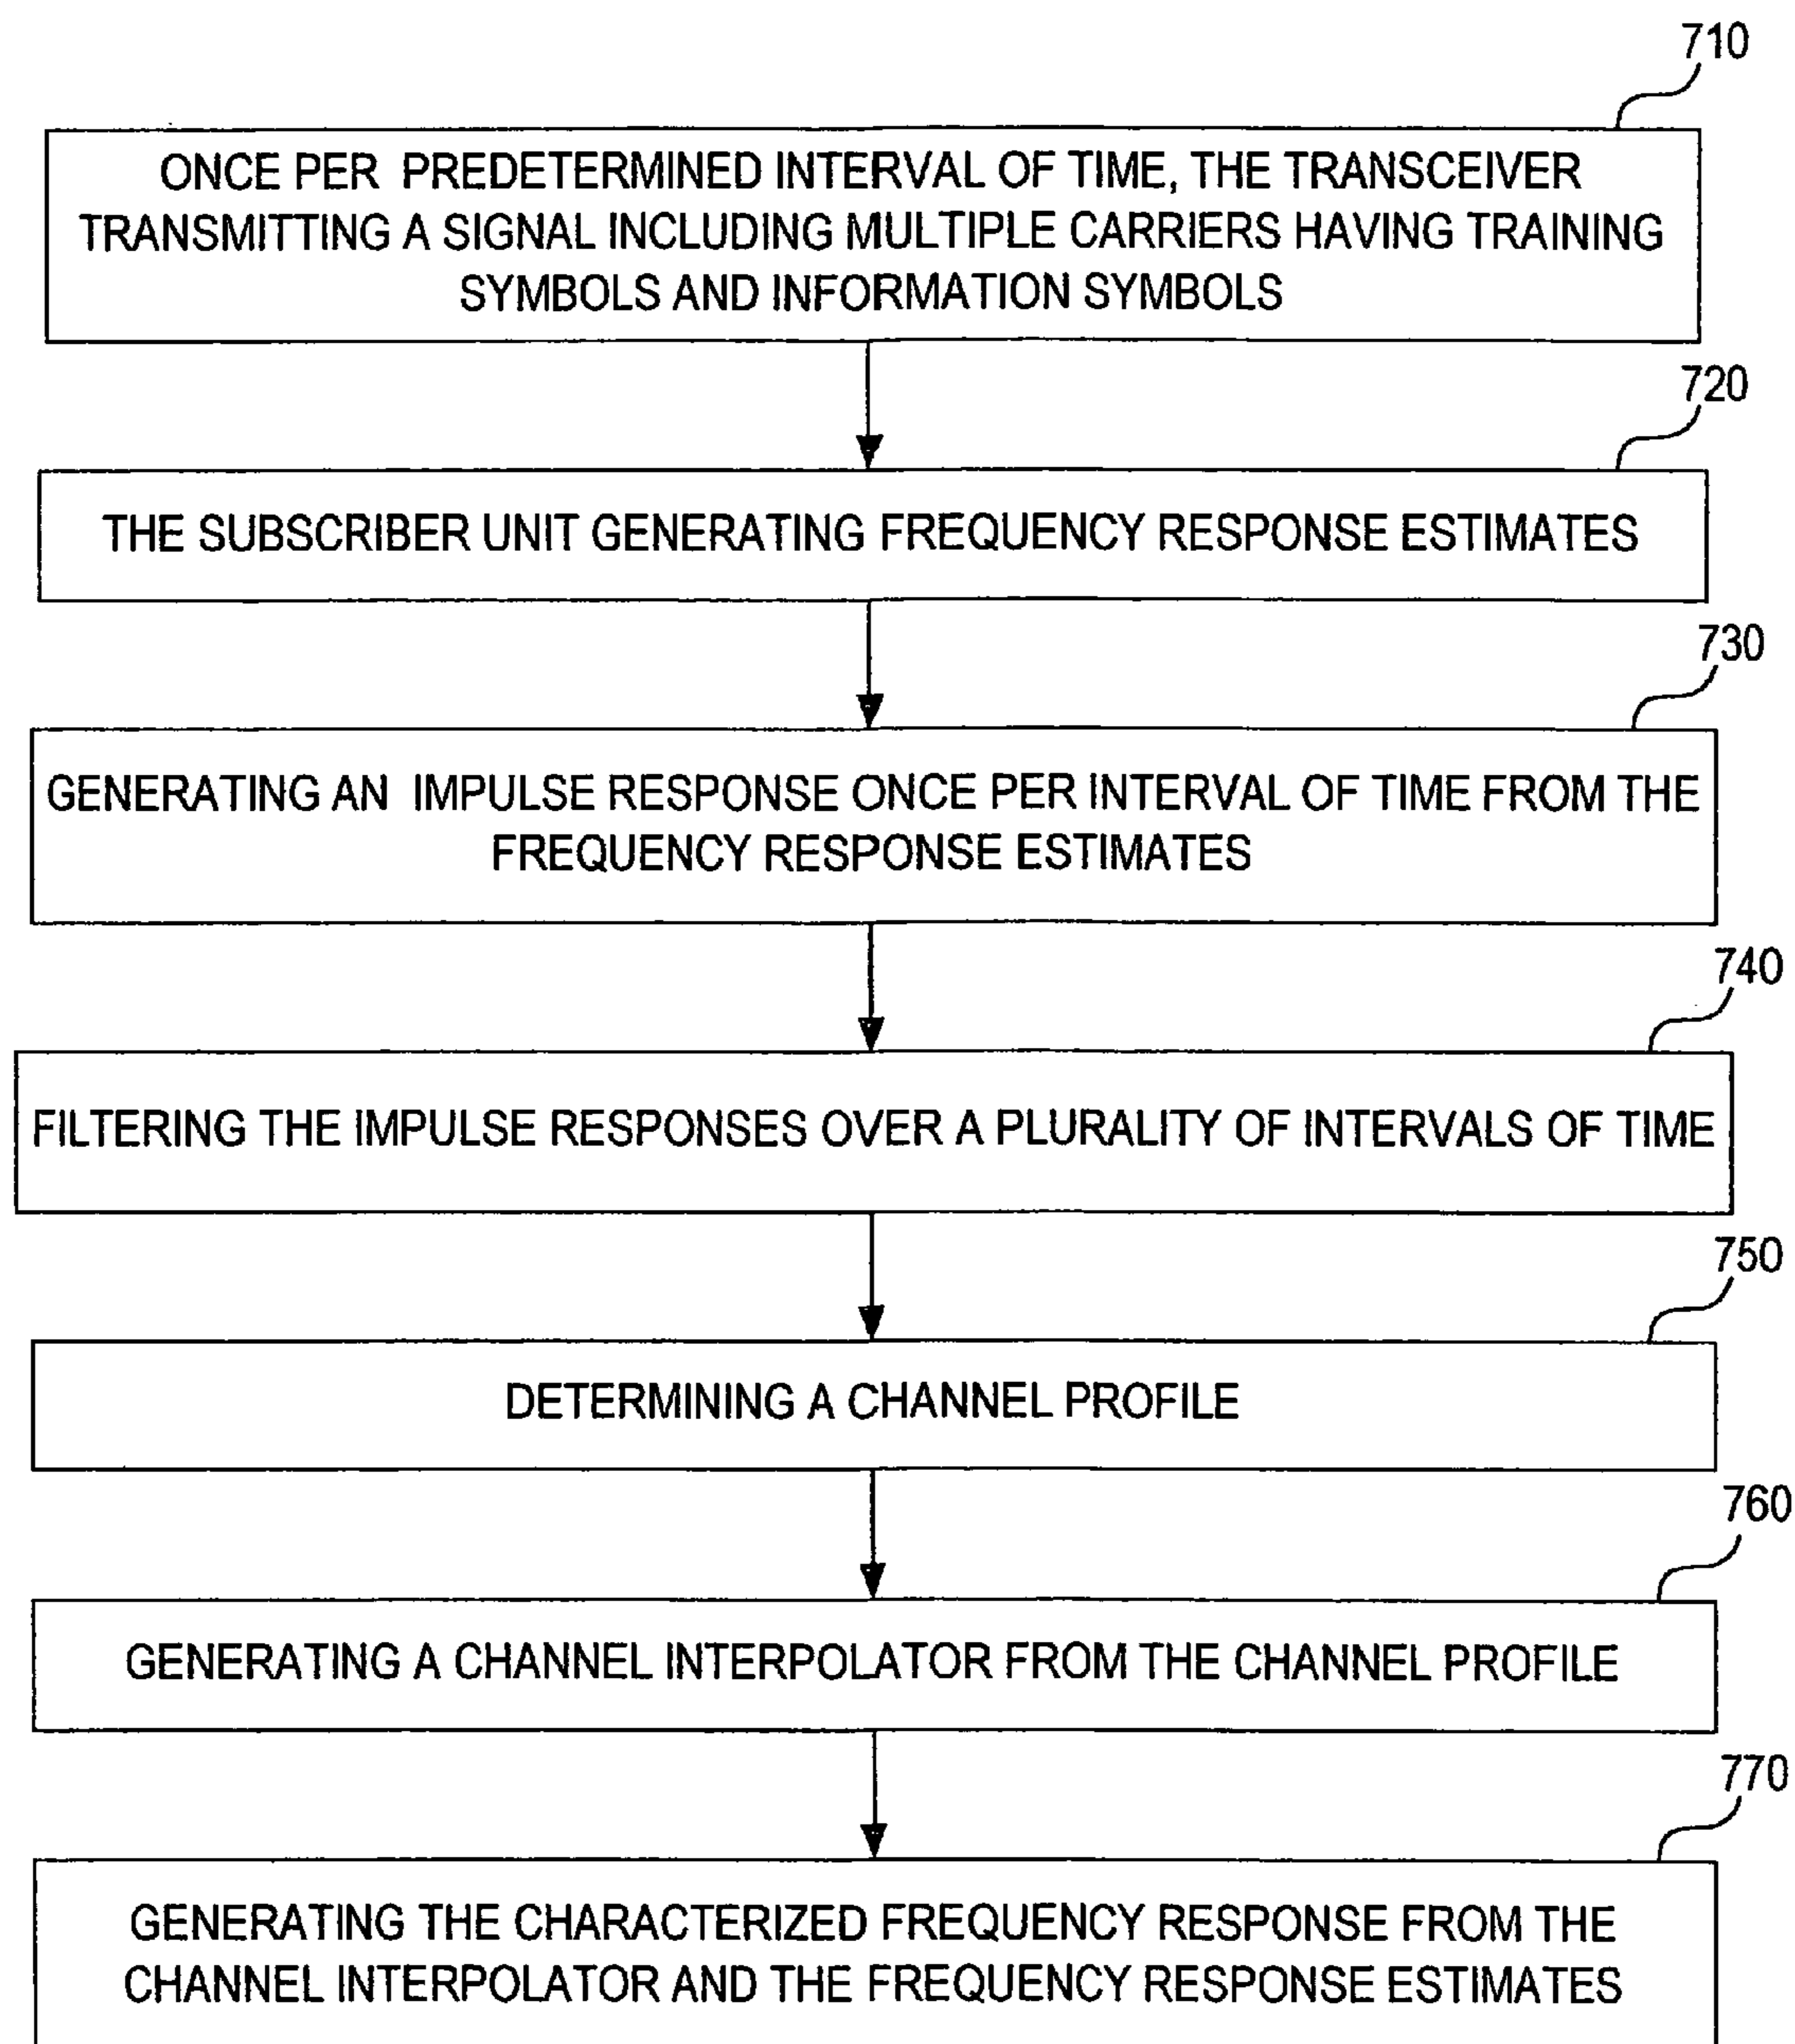 710
ONCE PER PREDETERMINED INTERVAL OF TIME, THE TRANSCEIVER
TRANSMITTING A SIGNAL INCLUDING MULTIPLE CARRIERS HAVING TRAINING
SYMBOLS AND INFORMATION SYMBOLS
720
THE SUBSCRIBER UNIT GENERATING FREQUENCY RESPONSE ESTIMATES
730
GENERATING AN IMPULSE RESPONSE ONCE PER INTERVAL OF TIME FROM THE
FREQUENCY RESPONSE ESTIMATES
740
FILTERING THE IMPULSE RESPONSES OVER A PLURALITY OF INTERVALS OF TIME
750
DETERMINING A CHANNEL PROFILE
760
GENERATING A CHANNEL INTERPOLATOR FROM THE CHANNEL PROFILE
770
GENERATING THE CHARACTERIZED FREQUENCY RESPONSE FROM THE
CHANNEL INTERPOLATOR AND THE FREQUENCY RESPONSE ESTIMATES